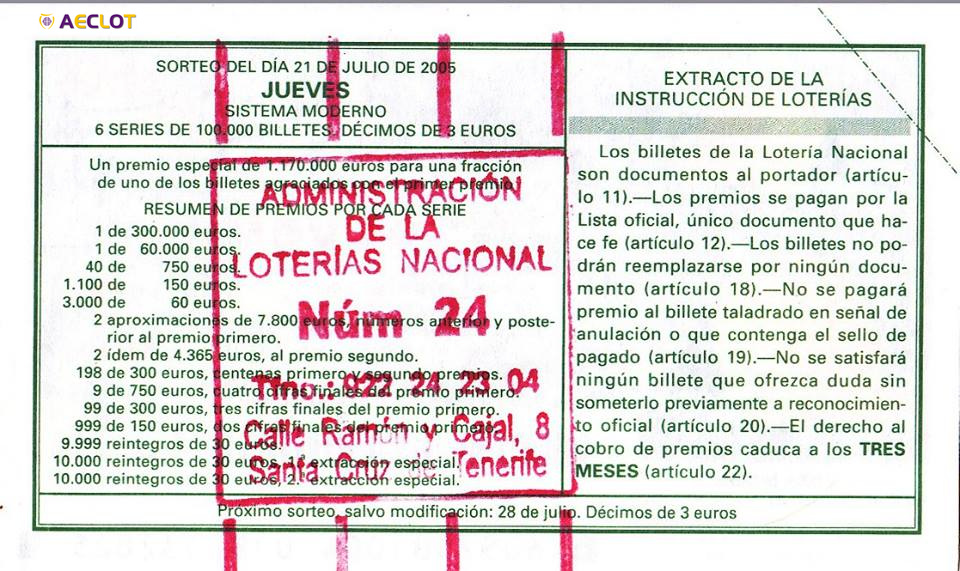 AECLOT
SORTEO DEL DÍA 21 DE JULIO DE 2005
JUEVES
SISTEMA MODERNO
6 SERIES DE 100.000 BILLETES, DÉCIMOS DE 3 EUROS
Un premio especial de 1.170.000 euros para una fracción
de uno de los billetes agraciados con el primer premio
RESUMEN DE PREMIOS POR CADA SERIE
1 de 300.000 euros.
1 de 60.000 euros.
40 de 750 euros.
1.100 de 150 euros.
3.000 de 60 euros.
2 aproximaciones de 7.800 euros, números anterior y poste-
rior al premio primero.
2 ídem de 4.365 euros, al premio segundo.
198 de 300 euros, centenas primero y segundo premios.
9 de 750 euros, cuatro cifras finales del premio primero.
99 de 300 euros, tres cifras finales del premio primero.
999 de 150 euros, dos cifras finales del premio primero.
9.999 reintegros de 30 euros.
10.000 reintegros de 30 euros, 1.ª extracción especial.
10.000 reintegros de 30 euros, 2.ª extracción especial.
ADMINISTRACIÓN
DE LA
LOTERÍAS NACIONAL
Núm 24
Tfno.: 922 24 23 04
Calle Ramón y Cajal, 8
Santa Cruz de Tenerife
EXTRACTO DE LA
INSTRUCCIÓN DE LOTERÍAS
Los billetes de la Lotería Nacional
son documentos al portador (artícu-
lo 11).—Los premios se pagan por la
Lista oficial, único documento que ha-
ce fe (artículo 12).—Los billetes no po-
drán reemplazarse por ningún docu-
mento (artículo 18).—No se pagará
premio al billete taladrado en señal de
anulación o que contenga el sello de
pagado (artículo 19).—No se satisfará
ningún billete que ofrezca duda sin
someterlo previamente a reconocimien-
to oficial (artículo 20).—El derecho al
cobro de premios caduca a los TRES
MESES (artículo 22).
Próximo sorteo, salvo modificación: 28 de julio. Décimos de 3 euros